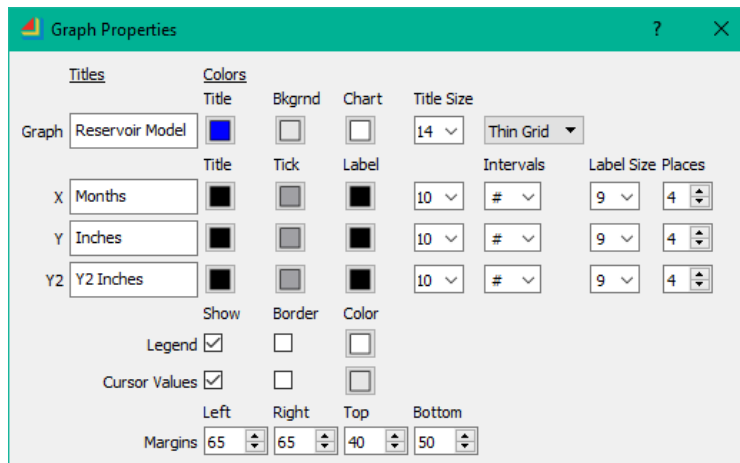 Graph Properties ?
Titles Colors
Title Bkgrnd Chart Title Size
Graph Reservoir Model 14 Thin Grid
Title Tick Label Intervals Label Size Places
X Months 10 # 9 4
Y Inches 10 # 9 4
Y2 Y2 Inches 10 # 9 4
Show Border Color
Legend
Cursor Values
Left Right Top Bottom
Margins 65 65 40 50